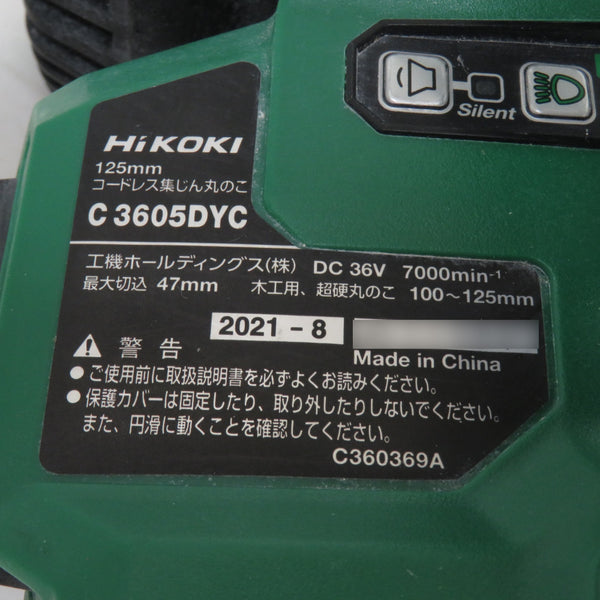 Silent
HiKOKI
125mm
コードレス集じん丸のこ
C 3605DYC
工機ホールディングス(株) DC 36V 7000min⁻¹
最大切込 47mm 木工用、超硬丸のこ 100～125mm
2021 - 8
Made in China
警告
●ご使用前に取扱説明書を必ずよくお読みください。
●保護カバーは固定したり、取り外したりしないでください。
また、円滑に動くことを確認してください。
C360369A